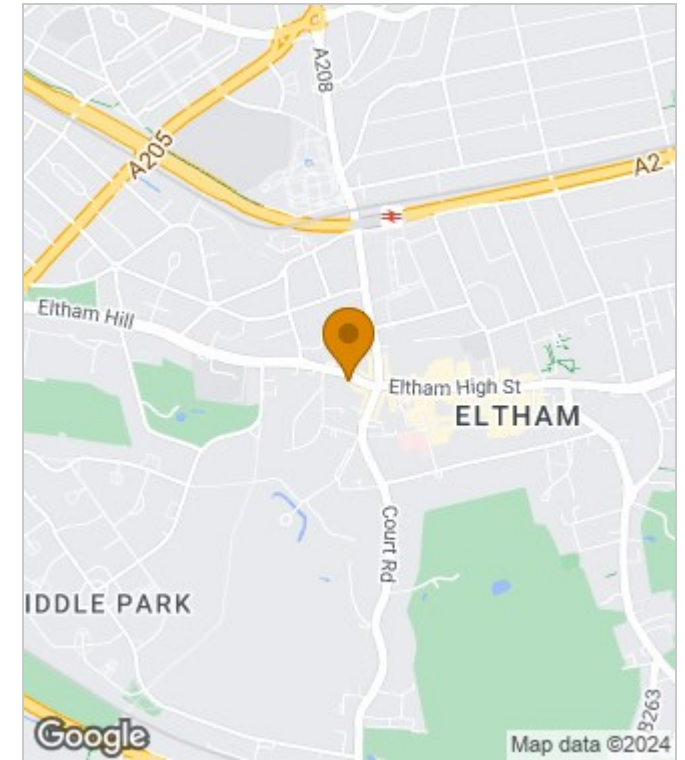 A208
A205
A2
Eltham Hill
Eltham High St
ELTHAM
Court Rd
IDDLE PARK
B263
Google
Map data ©2024